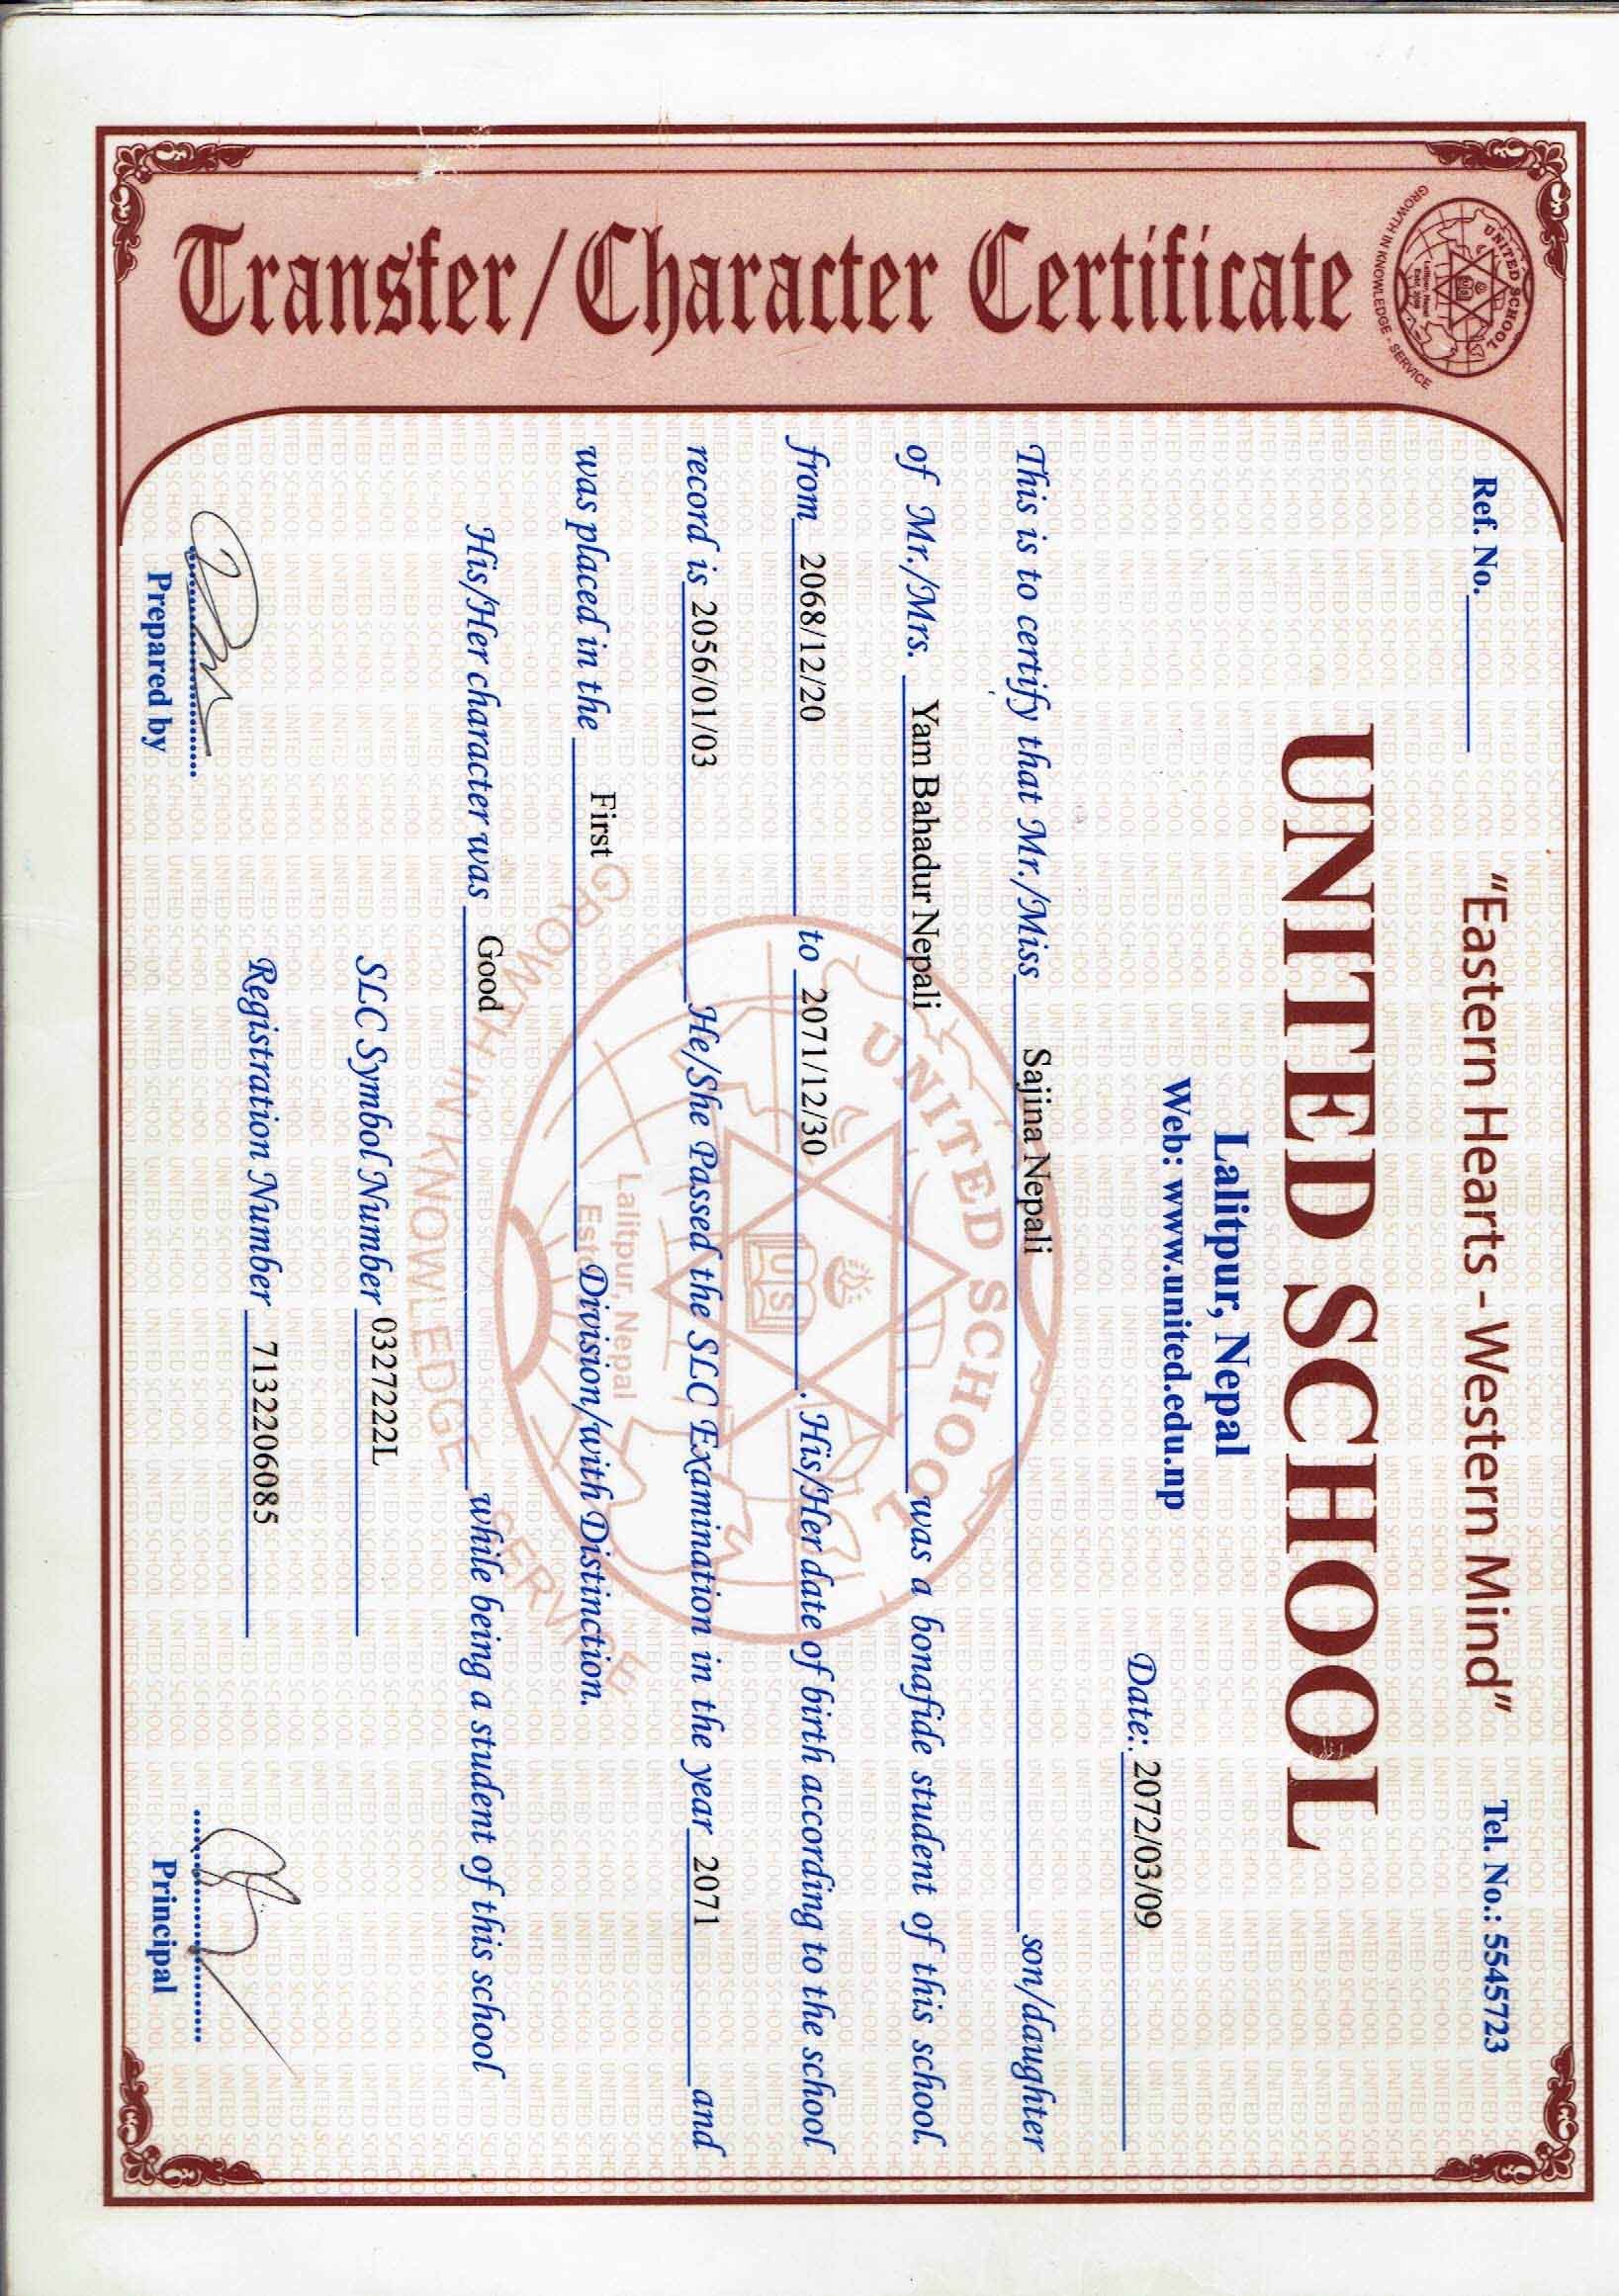 Ref. No.
"Eastern Hearts - Western Mind"
Tel. No.: 5545723
UNITED SCHOOL
Lalitpur, Nepal
Web: www.united.edu.np
Date:. 2072/03/09
Transfer/Character Certificate
UNITED SCHOOL
GROWTH IN KNOWLEDGE - SERVICE
This is to certify that Mr./Miss Sajina Nepali son/daughter
of Mr./Mrs. Yam Bahadur Nepali was a bonafide student of this school.
from 2068/12/20 to 2071/12/30 . His/Her date of birth according to the school
record is 2056/01/03 He/She Passed the SLC Examination in the year 2071 and
was placed in the First Division/with Distinction.
His/Her character was Good while being a student of this school
SLC Symbol Number 0327222L
Registration Number 7132206085
Prepared by
Principal
UNITED SCHOOL
US
Lalitpur, Nepal
GROWTH IN KNOWLEDGE SERVICE